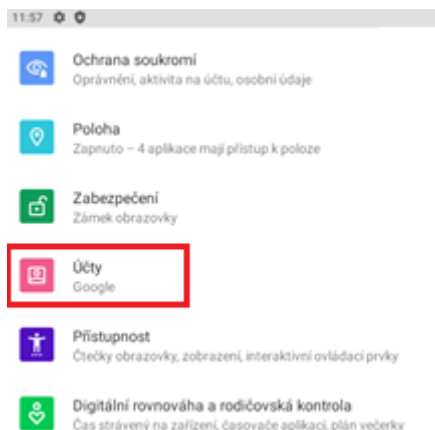 11:57
Ochrana soukromí
Oprávnění, aktivita na účtu, osobní údaje
Poloha
Zapnuto – 4 aplikace mají přístup k poloze
Zabezpečení
Zámek obrazovky
Účty
Google
Přístupnost
Čtečky obrazovky, zobrazení, interaktivní ovládací prvky
Digitální rovnováha a rodičovská kontrola
Čas strávený na zařízení, časovače aplikací, plán večerky